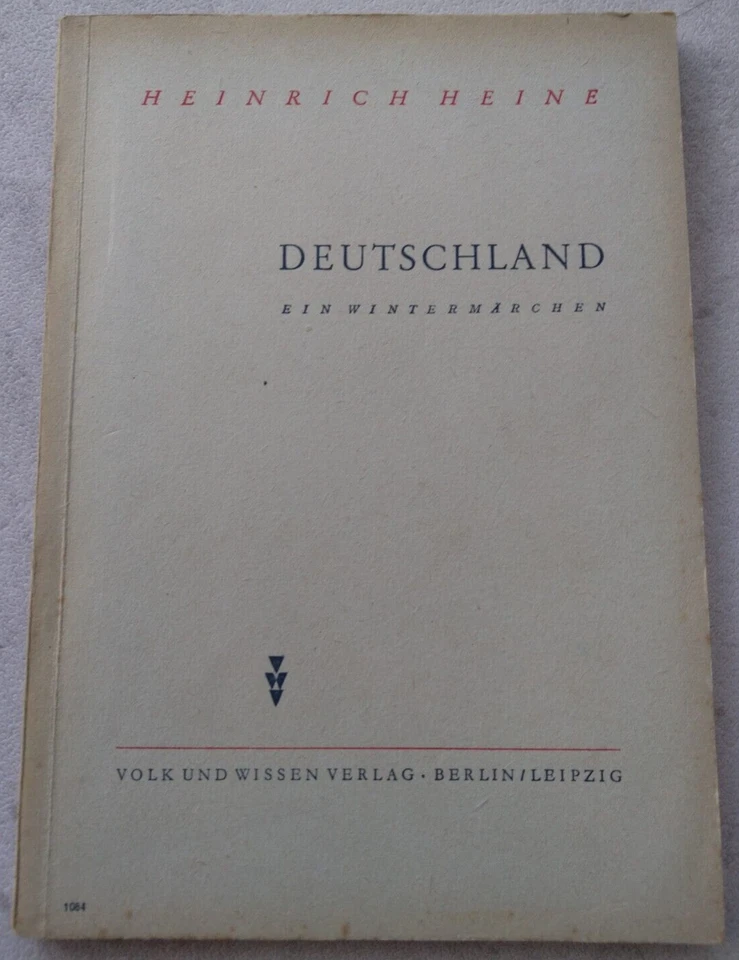 HEINRICH HEINE
DEUTSCHLAND
EIN WINTERMÄRCHEN
VOLK UND WISSEN VERLAG · BERLIN/LEIPZIG
1084